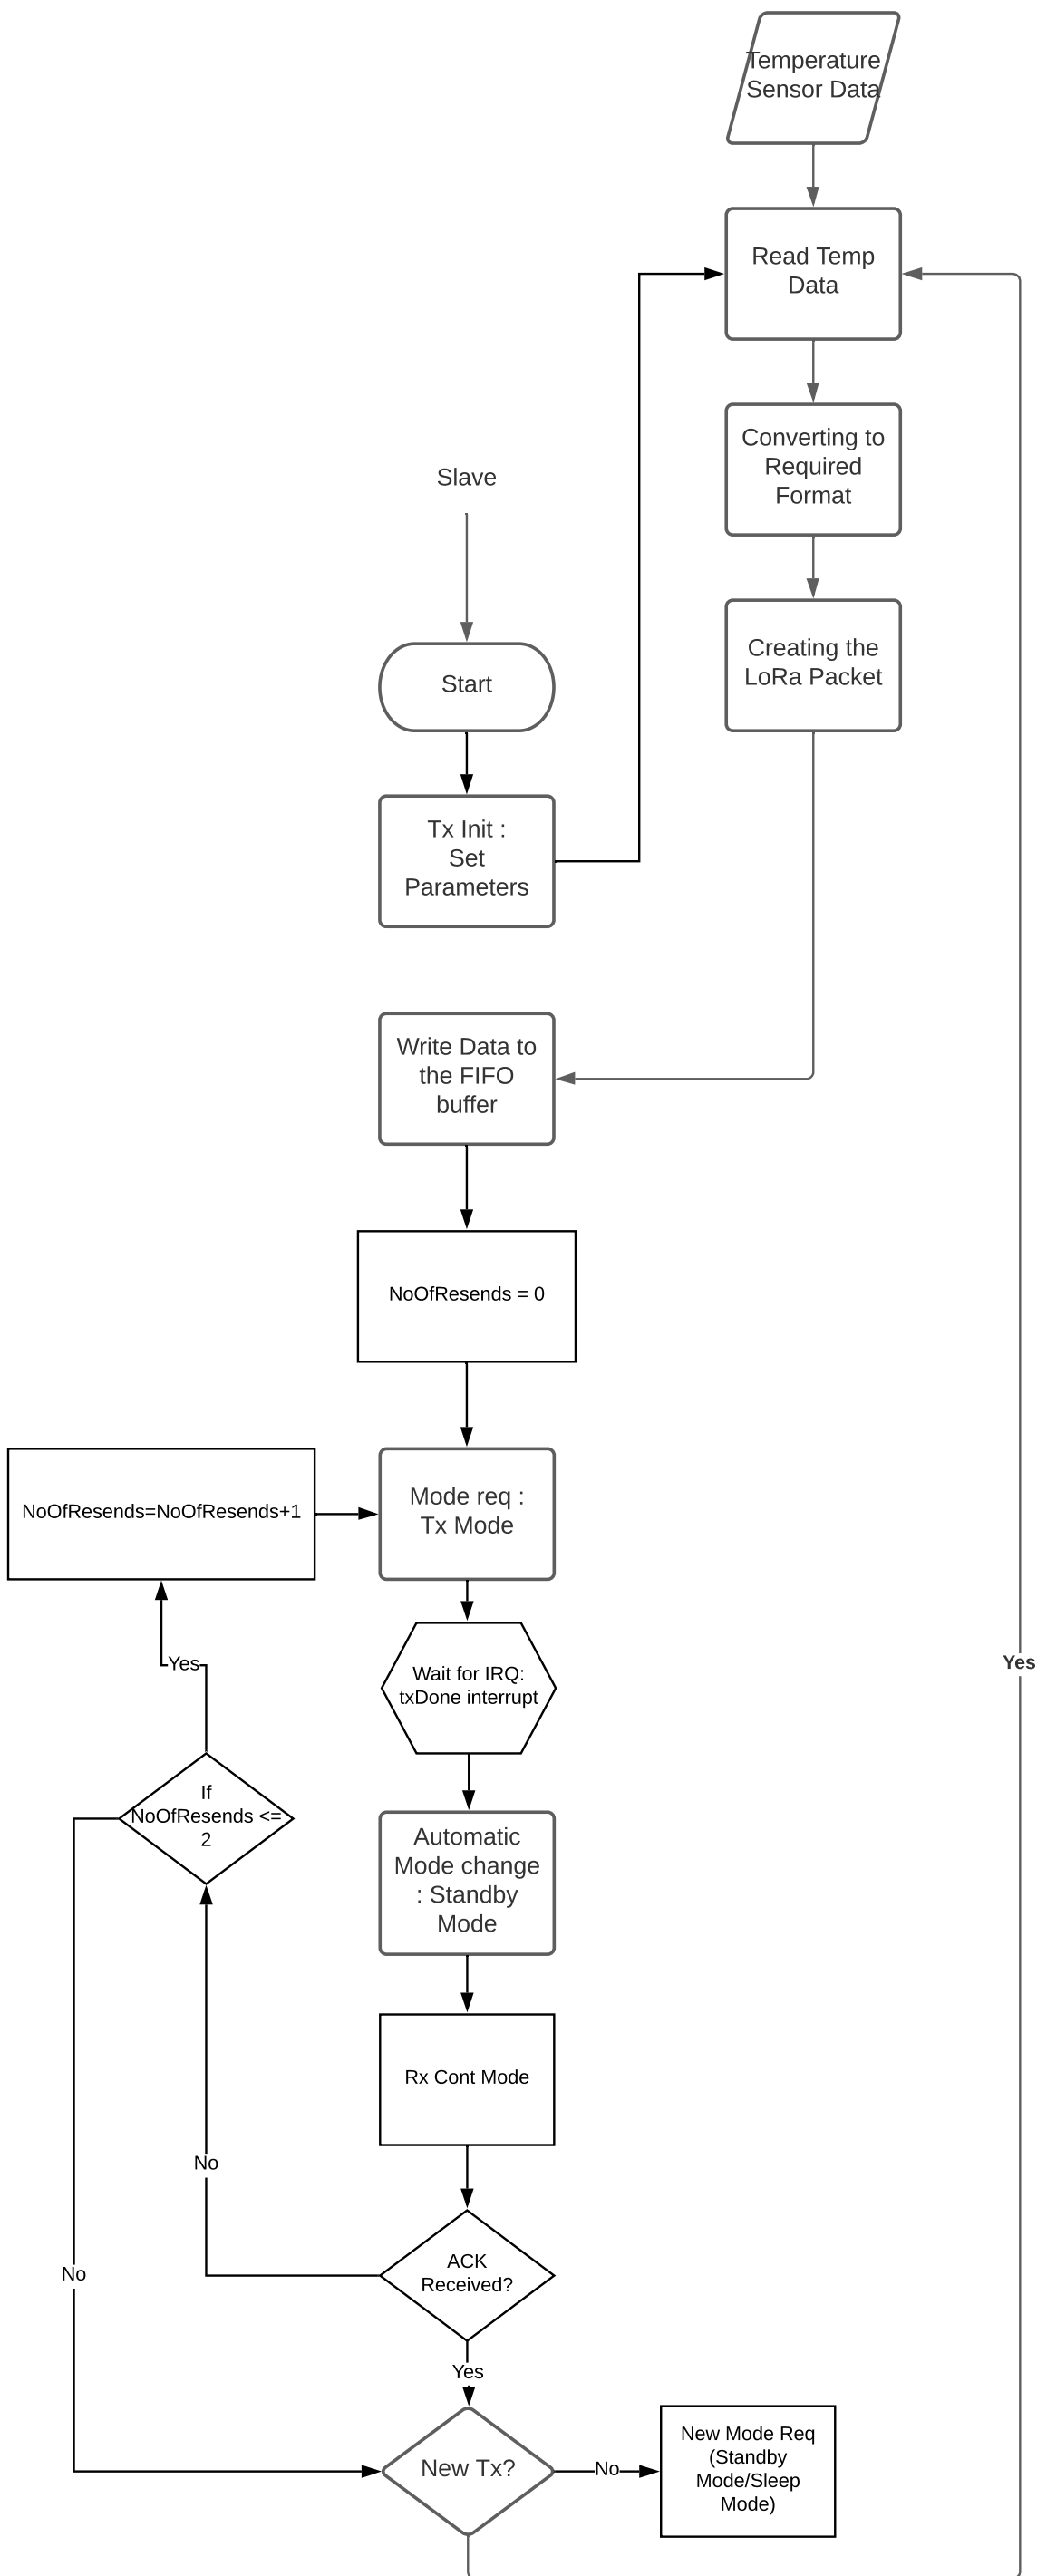 Temperature
Sensor Data
Read Temp
Data
Converting to
Required
Format
Slave
Creating the
LoRa Packet
Start
Tx Init :
Set
Parameters
Write Data to
the FIFO
buffer
NoOfResends = 0
NoOfResends=NoOfResends+1
Mode req :
Tx Mode
Yes
Yes
Wait for IRQ:
txDone interrupt
If
NoOfResends <=
2
Automatic
Mode change
: Standby
Mode
Rx Cont Mode
No
ACK
Received?
No
Yes
New Tx?
No
New Mode Req
(Standby
Mode/Sleep
Mode)